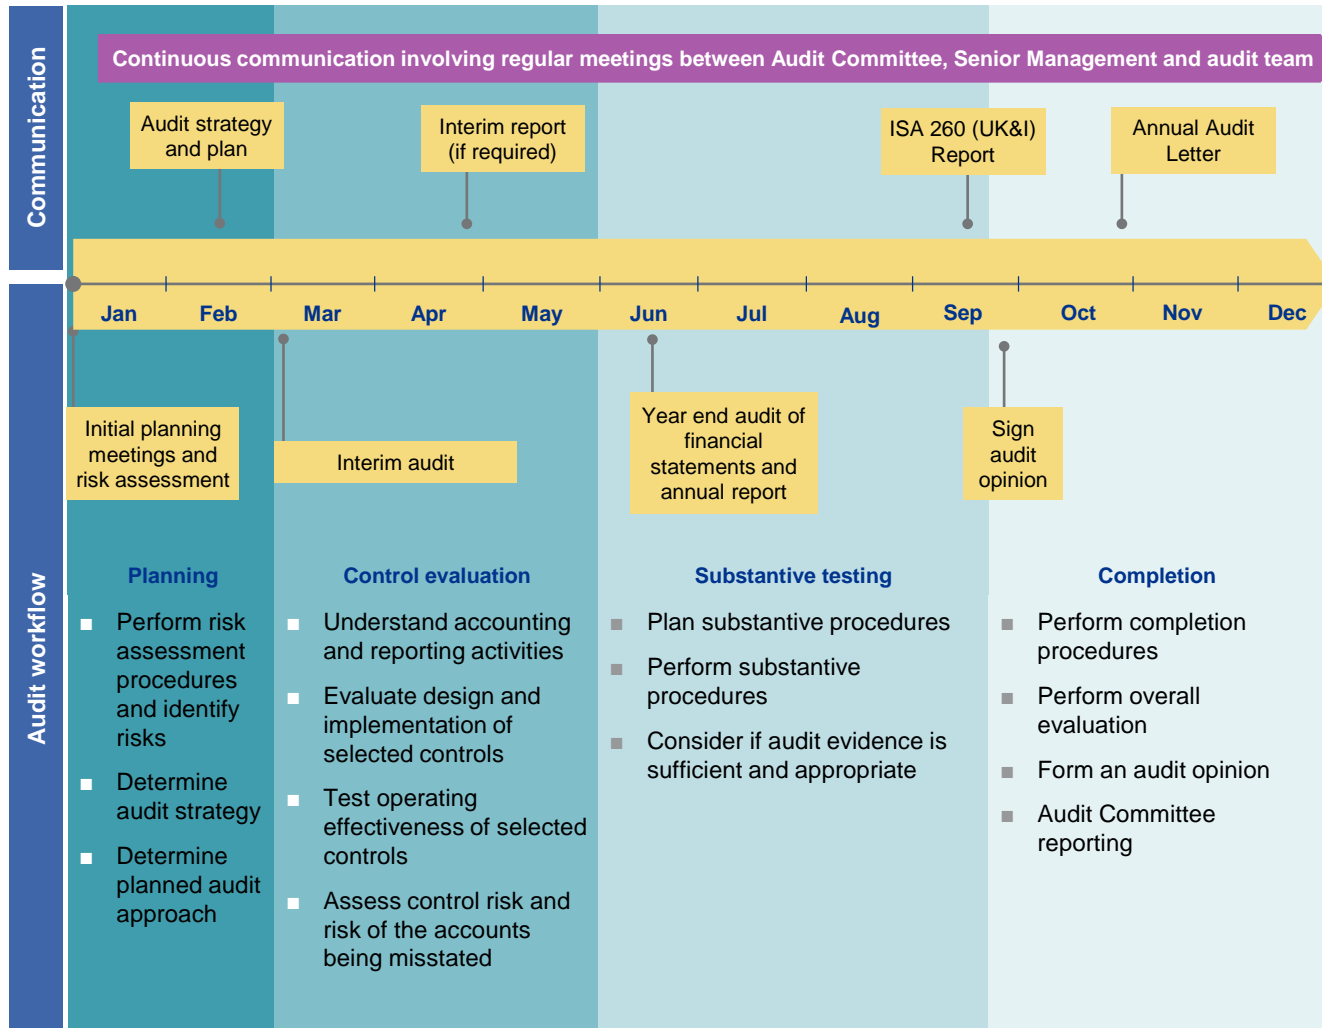 Communication
Continuous communication involving regular meetings between Audit Committee, Senior Management and audit team
Audit strategy
and plan
Interim report
(if required)
ISA 260 (UK&I)
Report
Annual Audit
Letter
Jan
Feb
Mar
Apr
May
Jun
Jul
Aug
Sep
Oct
Nov
Dec
Audit workflow
Initial planning
meetings and
risk assessment
Interim audit
Year end audit of
financial
statements and
annual report
Sign
audit
opinion
Planning
Perform risk
assessment
procedures
and identify
risks
Determine
audit strategy
Determine
planned audit
approach
Control evaluation
Understand accounting
and reporting activities
Evaluate design and
implementation of
selected controls
Test operating
effectiveness of selected
controls
Assess control risk and
risk of the accounts
being misstated
Substantive testing
Plan substantive procedures
Perform substantive
procedures
Consider if audit evidence is
sufficient and appropriate
Completion
Perform completion
procedures
Perform overall
evaluation
Form an audit opinion
Audit Committee
reporting